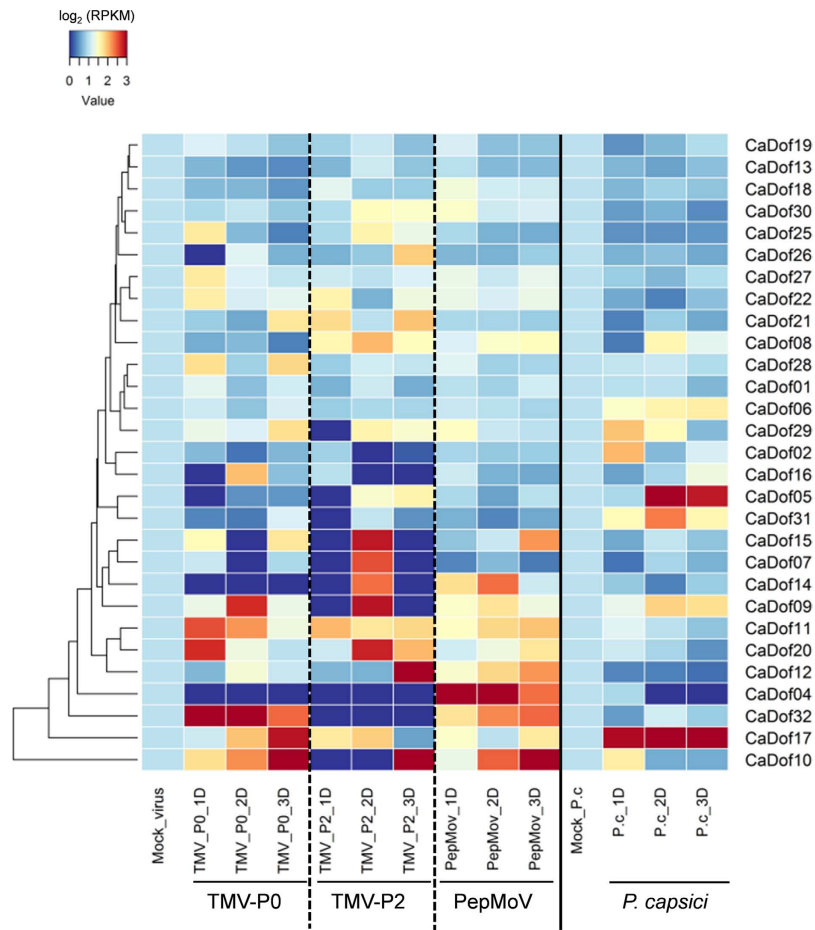 log₂ (RPKM)
0 1 2 3
Value
CaDof19
CaDof13
CaDof18
CaDof30
CaDof25
CaDof26
CaDof27
CaDof22
CaDof21
CaDof08
CaDof28
CaDof01
CaDof06
CaDof29
CaDof02
CaDof16
CaDof05
CaDof31
CaDof15
CaDof07
CaDof14
CaDof09
CaDof11
CaDof20
CaDof12
CaDof04
CaDof32
CaDof17
CaDof10
Mock_virus
TMV_P0_1D
TMV_P0_2D
TMV_P0_3D
TMV_P2_1D
TMV_P2_2D
TMV_P2_3D
PepMov_1D
PepMov_2D
PepMov_3D
Mock_P.c
P.c_1D
P.c_2D
P.c_3D
TMV-P0 TMV-P2 PepMoV P. capsici